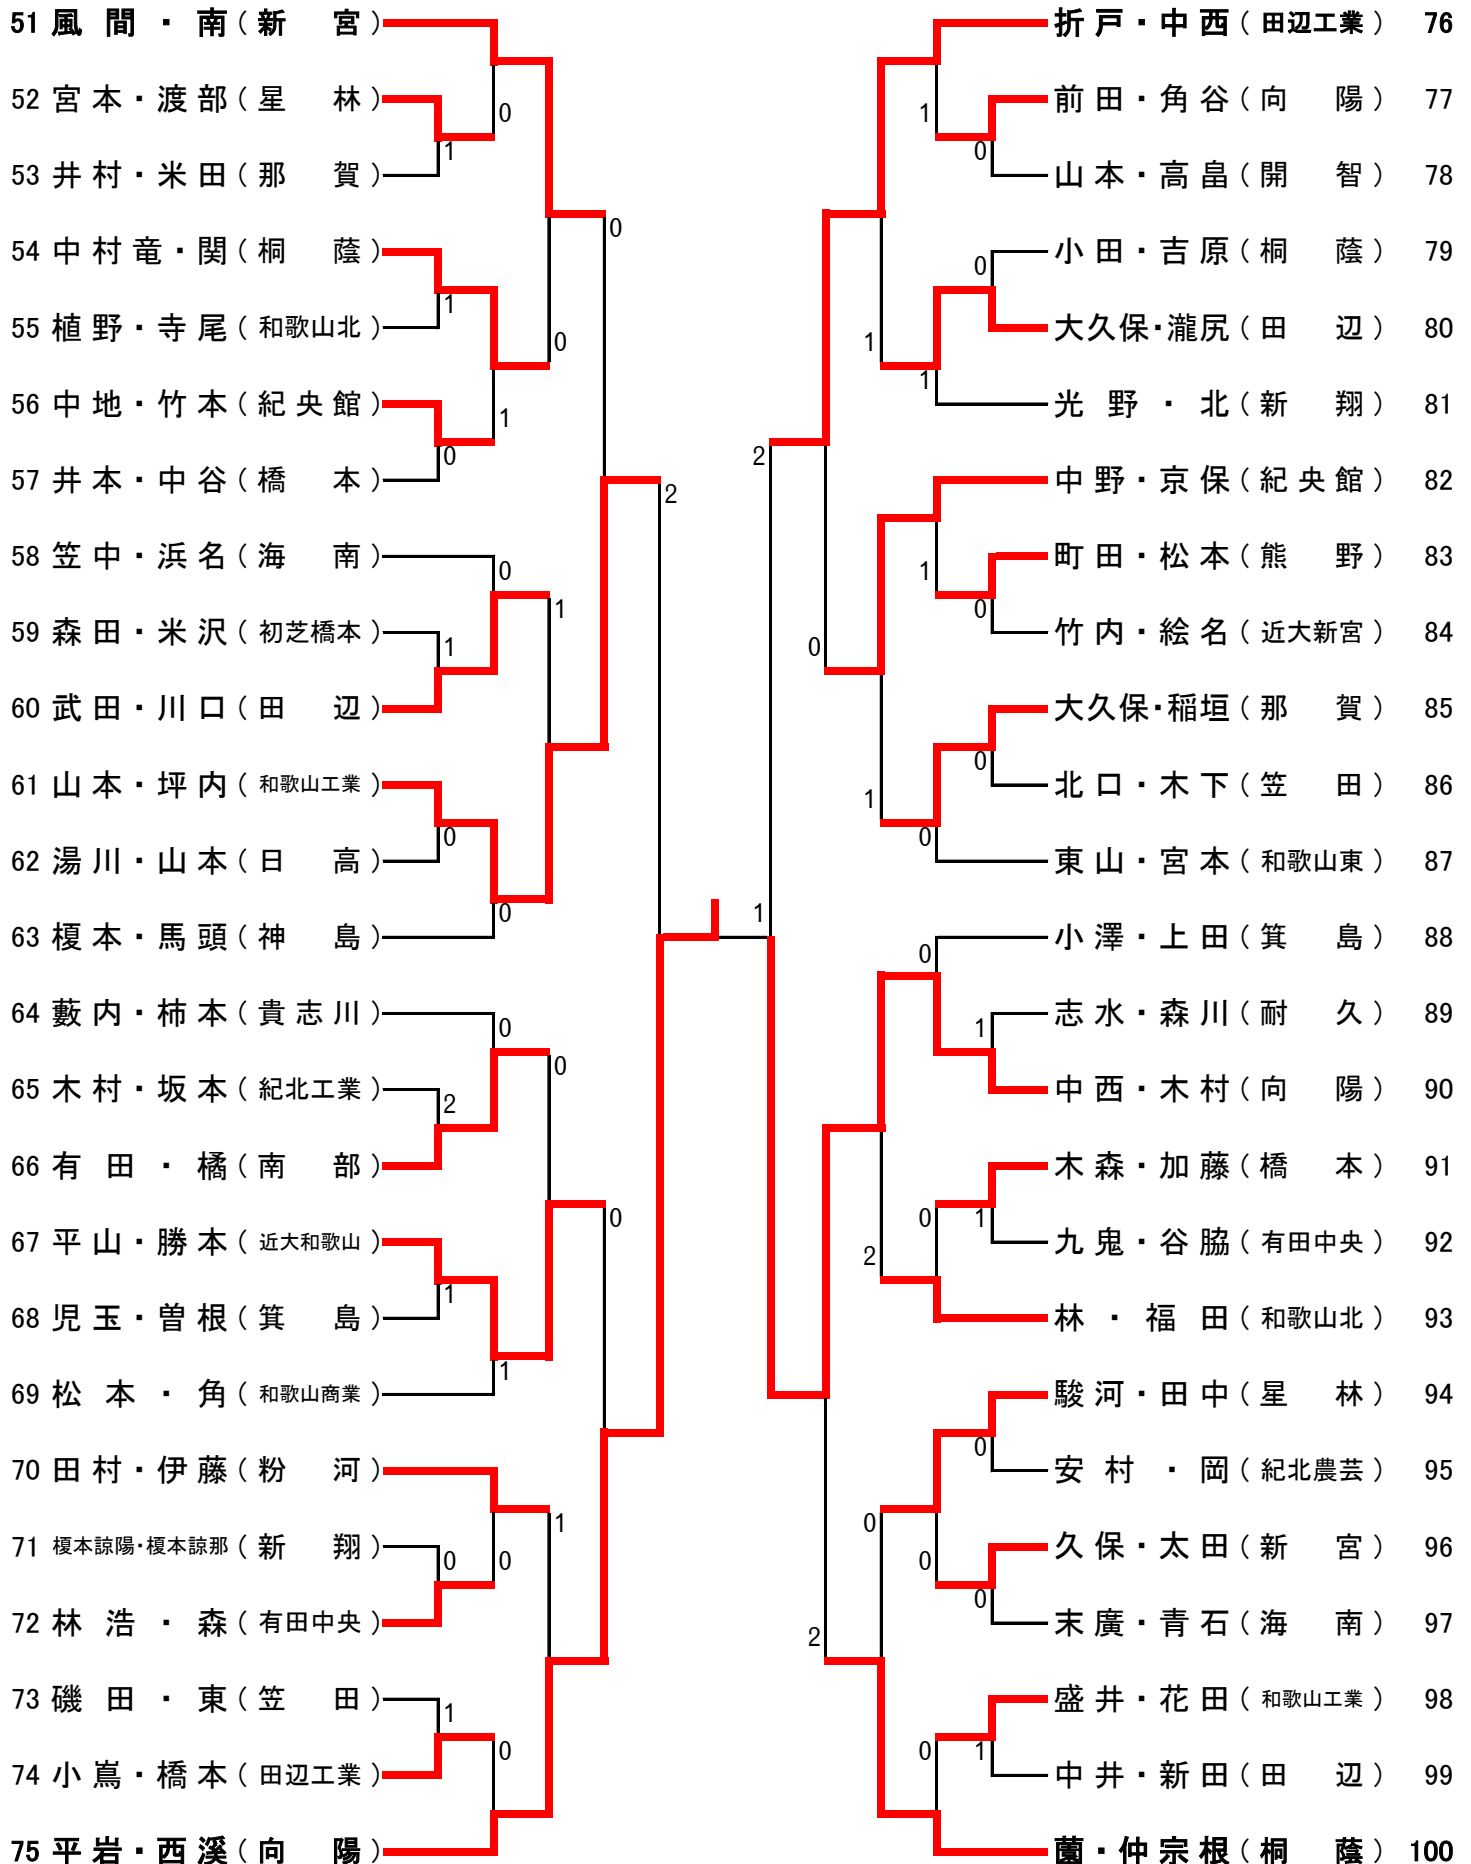 51 風間・南(新宮)
52 宮本・渡部(星林)
0
1
53 井村・米田(那賀)
0
54 中村竜・関(桐蔭)
1
55 植野・寺尾(和歌山北)
0
56 中地・竹本(紀央館)
1
0
57 井本・中谷(橋本)
2
58 笠中・浜名(海南)
0
1
59 森田・米沢(初芝橋本)
1
60 武田・川口(田辺)
61 山本・坪内(和歌山工業)
0
62 湯川・山本(日高)
0
63 榎本・馬頭(神島)
64 藪内・柿本(貴志川)
0
0
65 木村・坂本(紀北工業)
2
66 有田・橘(南部)
0
67 平山・勝本(近大和歌山)
1
68 児玉・曽根(箕島)
1
69 松本・角(和歌山商業)
70 田村・伊藤(粉河)
1
71 榎本諒陽・榎本諒那(新翔)
0 0
72 林浩・森(有田中央)
73 磯田・東(笠田)
1
0
74 小嶌・橋本(田辺工業)
75 平岩・西溪(向陽)
折戸・中西(田辺工業) 76
前田・角谷(向陽) 77
1
0
山本・高畠(開智) 78
小田・吉原(桐蔭) 79
0
大久保・瀧尻(田辺) 80
1
1
光野・北(新翔) 81
2
中野・京保(紀央館) 82
町田・松本(熊野) 83
1
0
竹内・絵名(近大新宮) 84
0
大久保・稲垣(那賀) 85
0
北口・木下(笠田) 86
1
0
東山・宮本(和歌山東) 87
1
小澤・上田(箕島) 88
0
志水・森川(耐久) 89
1
中西・木村(向陽) 90
木森・加藤(橋本) 91
0
1
九鬼・谷脇(有田中央) 92
2
林・福田(和歌山北) 93
駿河・田中(星林) 94
0
安村・岡(紀北農芸) 95
0
久保・太田(新宮) 96
0
0
末廣・青石(海南) 97
2
盛井・花田(和歌山工業) 98
0
1
中井・新田(田辺) 99
薗・仲宗根(桐蔭) 100